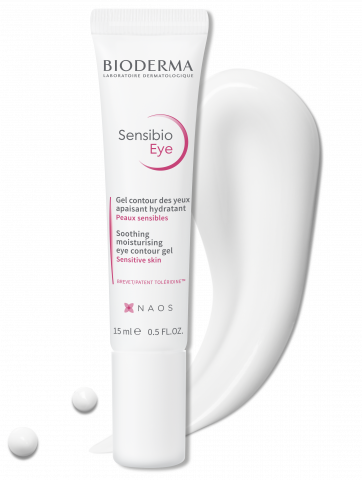 BIODERMA
LABORATOIRE DERMATOLOGIQUE
Sensibio
Eye
Gel contour des yeux
apaisant hydratant
Peaux sensibles
Soothing
moisturising
eye contour gel
Sensitive skin
BREVET/PATENT TOLÉRIDINE™
NAOS
15 ml e 0.5 FL.OZ.